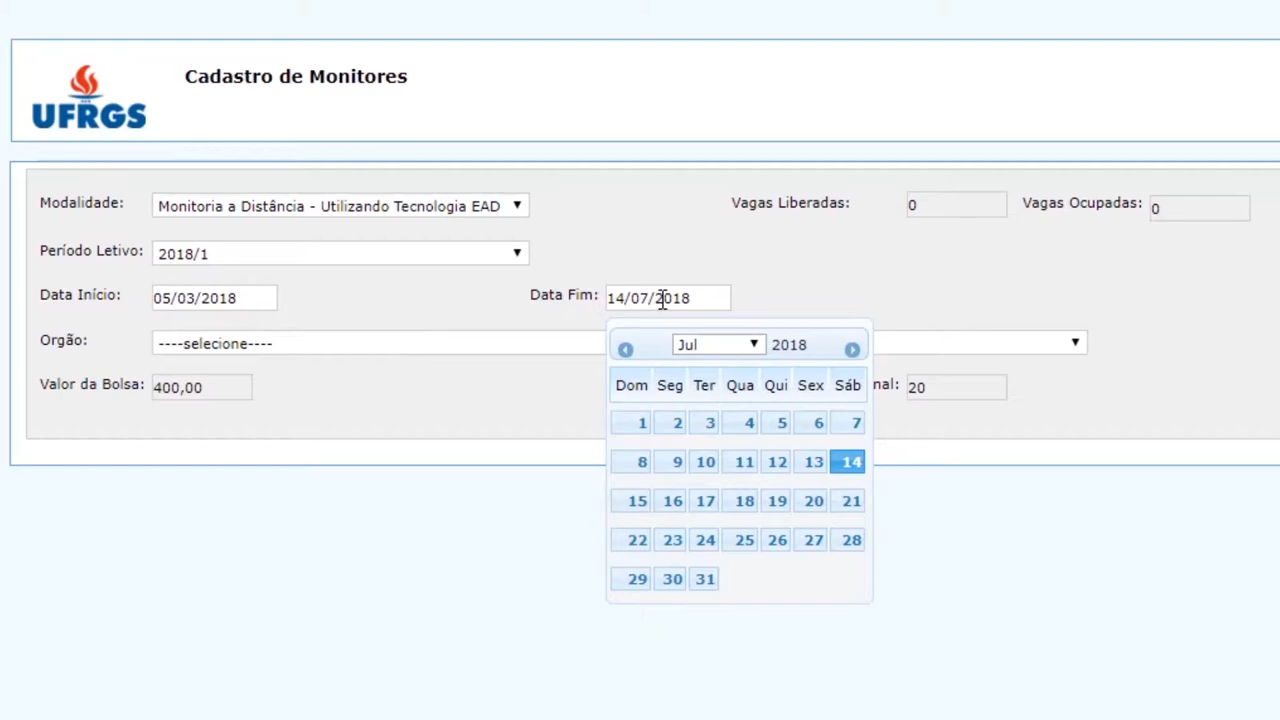 Cadastro de Monitores
UFRGS
Modalidade: Monitoria a Distância - Utilizando Tecnologia EAD Vagas Liberadas: 0 Vagas Ocupadas: 0
Período Letivo: 2018/1
Data Início: 05/03/2018 Data Fim: 14/07/2018
Orgão: ----selecione----
Jul 2018
Valor da Bolsa: 400,00 nal: 20
Dom Seg Ter Qua Qui Sex Sáb
1 2 3 4 5 6 7
8 9 10 11 12 13 14
15 16 17 18 19 20 21
22 23 24 25 26 27 28
29 30 31